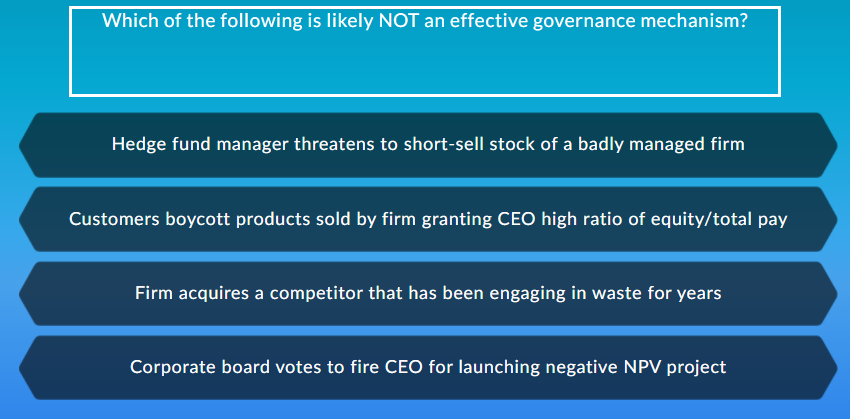 Which of the following is likely NOT an effective governance mechanism?
Hedge fund manager threatens to short-sell stock of a badly managed firm
Customers boycott products sold by firm granting CEO high ratio of equity/total pay
Firm acquires a competitor that has been engaging in waste for years
Corporate board votes to fire CEO for launching negative NPV project